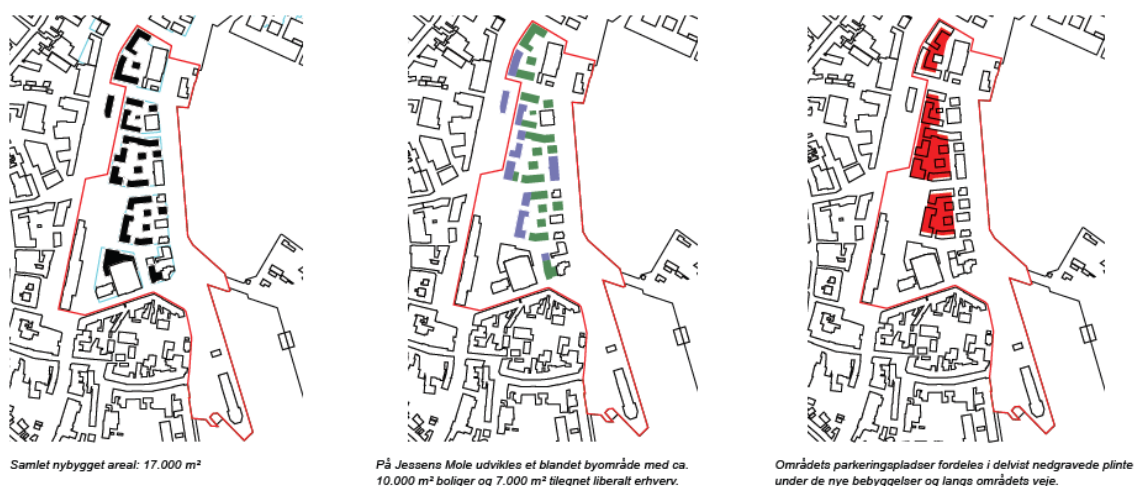 Samlet nybygget areal: 17.000 m²
På Jessens Mole udvikles et blandet byområde med ca.
10.000 m² boliger og 7.000 m² tilegnet liberalt erhverv.
Områdets parkeringspladser fordeles i delvist nedgravede plinte
under de nye bebyggelser og langs områdets veje.